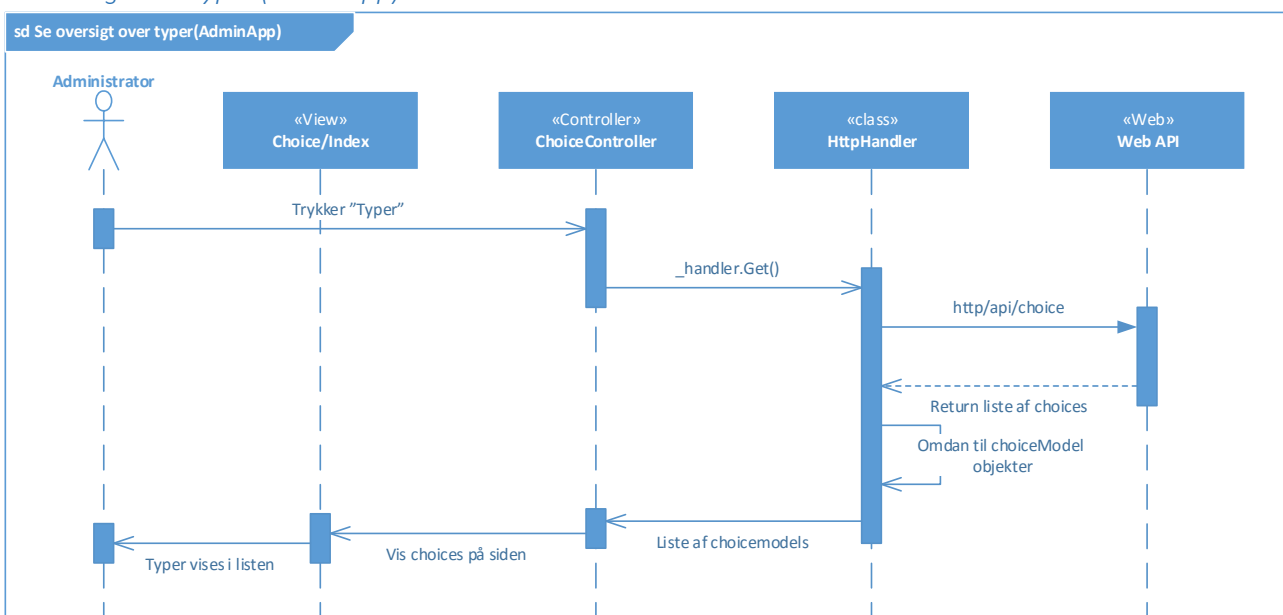 sd Se oversigt over typer(AdminApp)
Administrator
«View»
Choice/Index
«Controller»
ChoiceController
«class»
HttpHandler
«Web»
Web API
Trykker ”Typer”
_handler.Get()
http/api/choice
Return liste af choices
Omdan til choiceModel
objekter
Liste af choicemodels
Vis choices på siden
Typer vises i listen